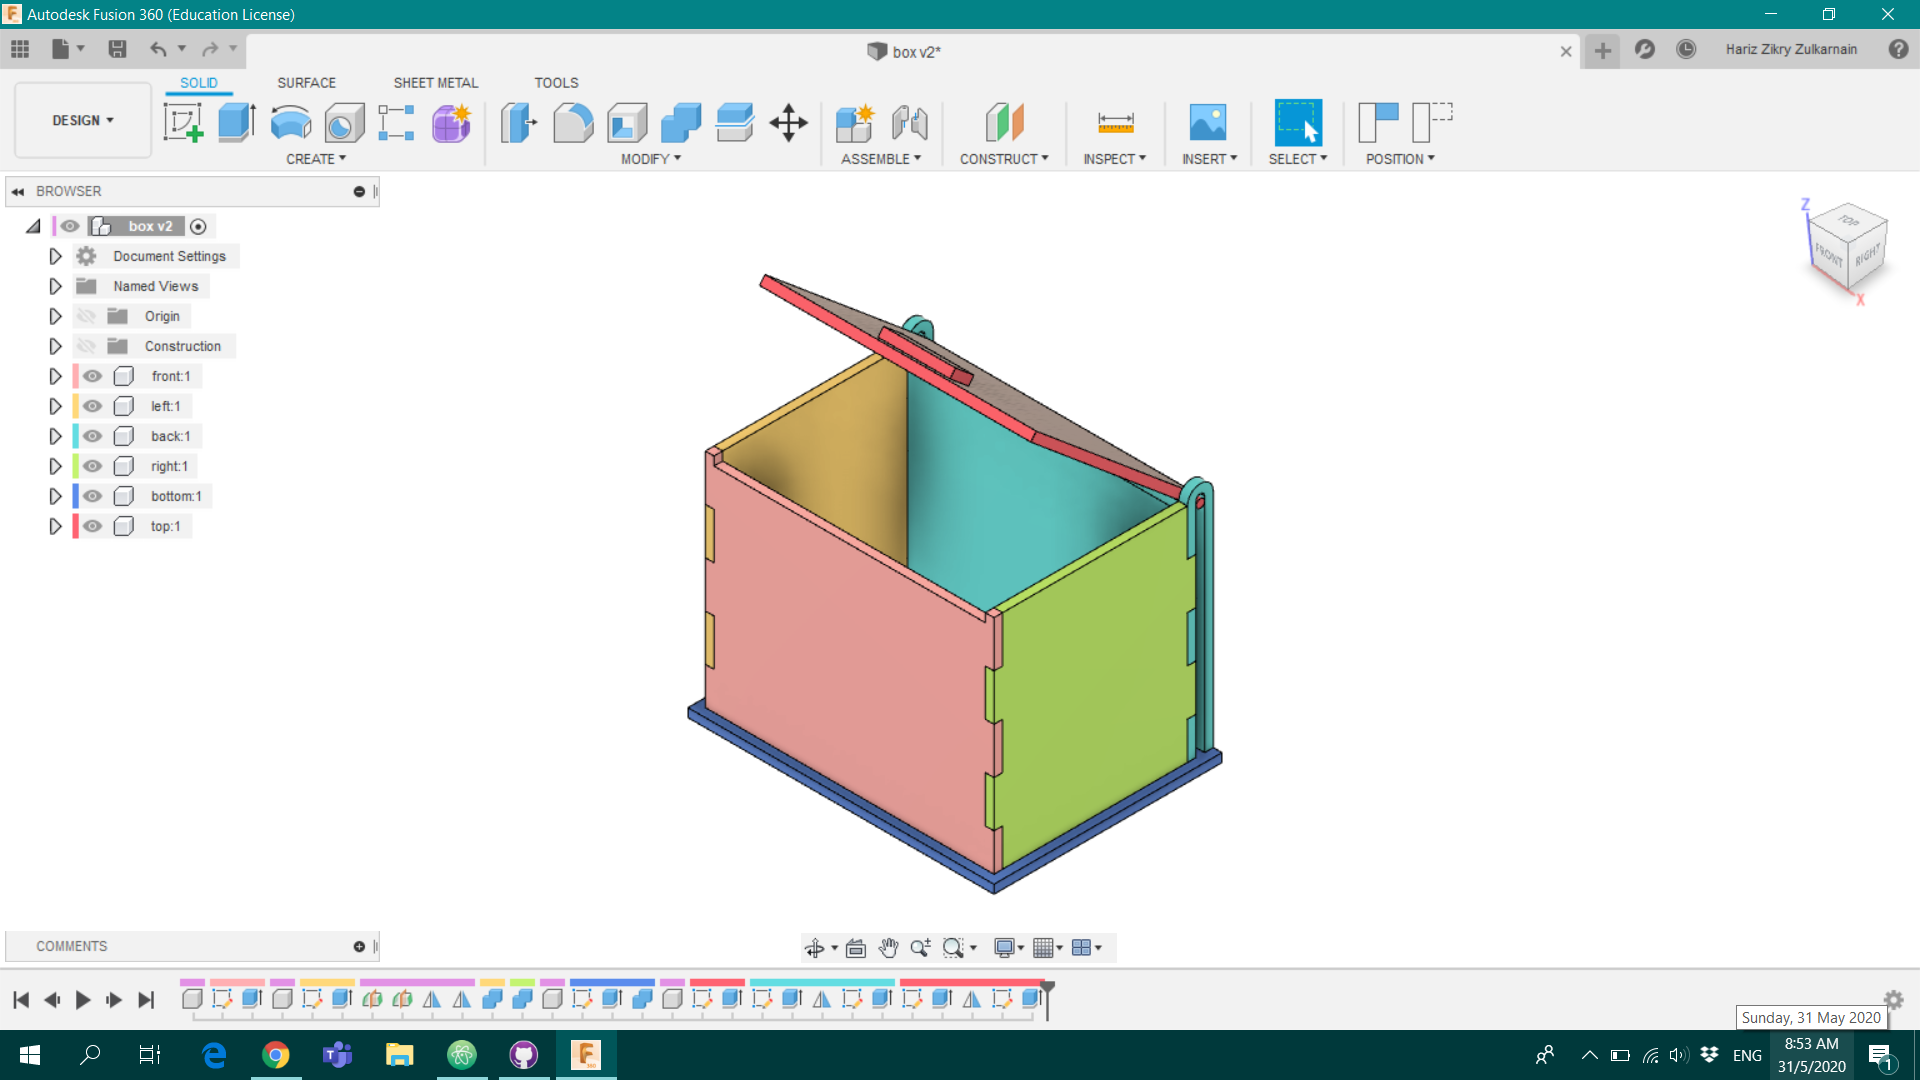 Autodesk Fusion 360 (Education License)
box v2*
Hariz Zikry Zulkarnain
SOLID SURFACE SHEET METAL TOOLS
DESIGN
CREATE MODIFY ASSEMBLE CONSTRUCT INSPECT INSERT SELECT POSITION
BROWSER
box v2
Document Settings
Named Views
Origin
Construction
front:1
left:1
back:1
right:1
bottom:1
top:1
Z
TOP
FRONT
RIGHT
X
COMMENTS
Sunday, 31 May 2020
ENG
8:53 AM
31/5/2020
1